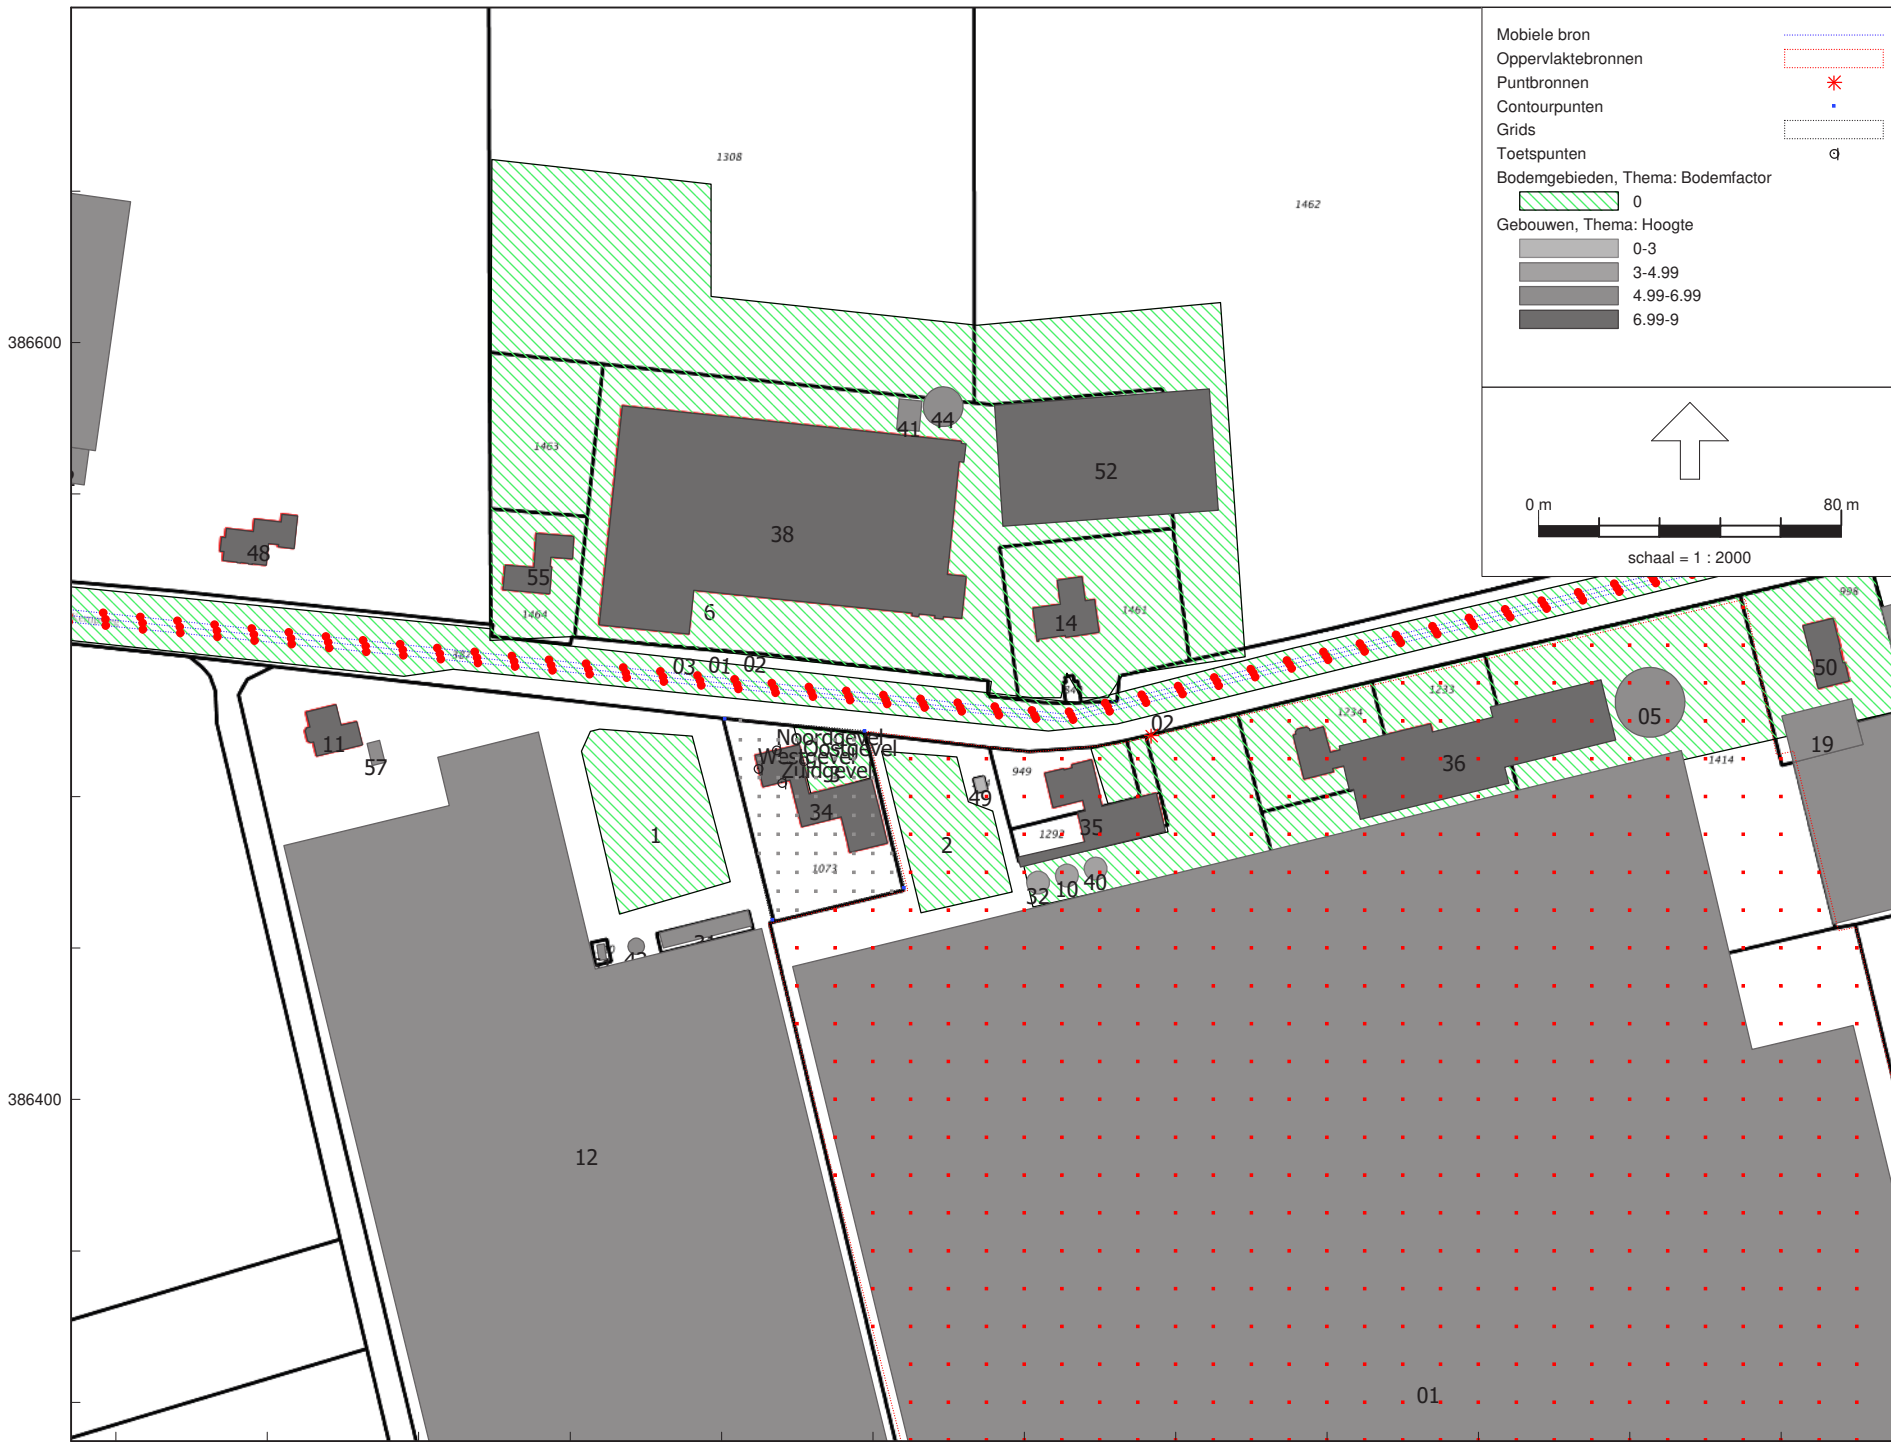 Mobiele bron
Oppervlaktebronnen
Puntbronnen
Contourpunten
Grids
Toetspunten
Bodemgebieden, Thema: Bodemfactor
0
Gebouwen, Thema: Hoogte
0-3
3-4.99
4.99-6.99
6.99-9
0 m 80 m
schaal = 1 : 2000
1308
1462
386600
44
41
1463
52
38
48
55
1464
6
14
1461
998
50
03 01 02
1233
1234
05
02
19
1414
11
57
Noordgevel
Oostgevel
Westgevel
Zuidgevel
3
36
949
49
34
35
1292
1
2
1073
32 10 40
386400
12
01